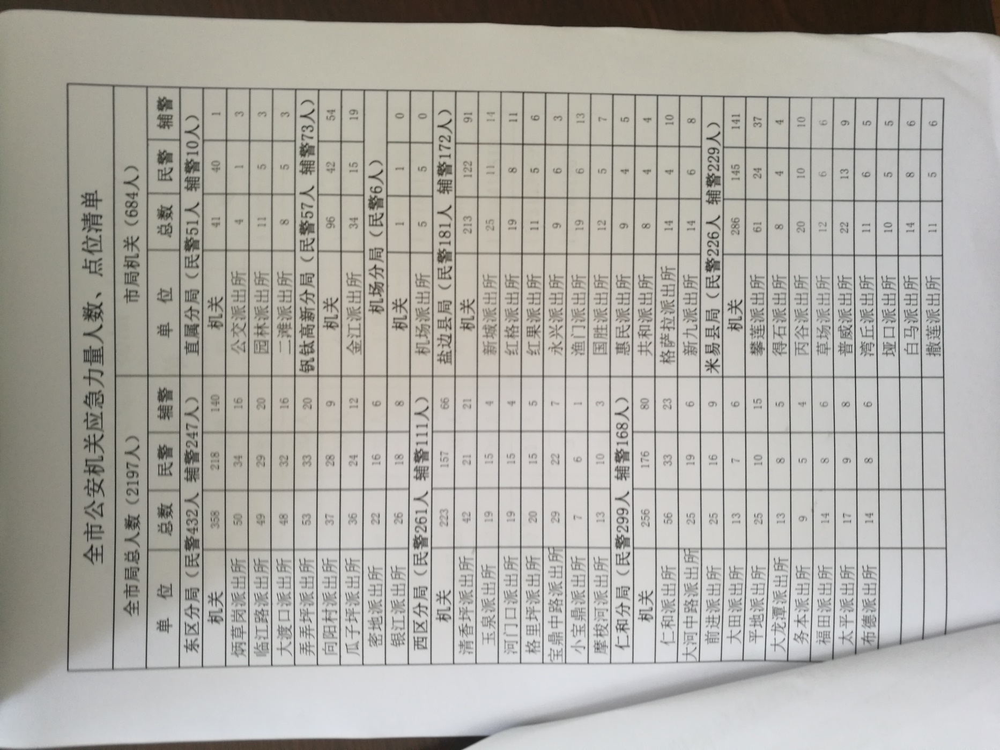 全市公安机关应急力量人数、点位清单
全市局总人数（2197人） 市局机关（684人）
单 位 总数 民警 辅警 单 位 总数 民警 辅警
东区分局（民警432人 辅警247人） 直属分局（民警51人 辅警10人）
机关 358 218 140 机关 41 40 1
炳草岗派出所 50 34 16 公交派出所 4 1 3
临江路派出所 49 29 20 园林派出所 11 5 3
大渡口派出所 48 32 16 二滩派出所 8 5 3
弄弄坪派出所 53 33 20 钒钛高新分局（民警57人 辅警73人）
向阳村派出所 37 28 9 机关 96 42 54
瓜子坪派出所 36 24 12 金江派出所 34 15 19
密地派出所 22 16 6 机场分局（民警6人）
银江派出所 26 18 8 机关 1 1 0
西区分局（民警261人 辅警111人） 机场派出所 5 5 0
机关 223 157 66 盐边县局（民警181人 辅警172人）
清香坪派出所 42 21 21 机关 213 122 91
玉泉派出所 19 15 4 新城派出所 25 11 14
河门口派出所 19 15 4 红格派出所 19 8 11
格里坪派出所 20 15 5 红果派出所 11 5 6
宝鼎中路派出所 29 22 7 永兴派出所 9 6 3
小宝鼎派出所 7 6 1 渔门派出所 19 6 13
摩梭河派出所 13 10 3 国胜派出所 12 5 7
仁和分局（民警299人 辅警168人） 惠民派出所 9 4 5
机关 256 176 80 共和派出所 8 4 4
仁和派出所 56 33 23 格萨拉派出所 14 4 10
大河中路派出所 25 19 6 新九派出所 14 6 8
前进派出所 25 16 9 米易县局（民警226人 辅警229人）
大田派出所 13 7 6 机关 286 145 141
平地派出所 25 10 15 攀莲派出所 61 24 37
大龙潭派出所 13 8 5 得石派出所 8 4 4
务本派出所 9 5 4 丙谷派出所 20 10 10
福田派出所 14 8 6 草场派出所 12 6 6
太平派出所 17 9 8 普威派出所 22 13 9
布德派出所 14 8 6 湾丘派出所 11 6 5
垭口派出所 10 5 5
白马派出所 14 8 6
撒莲派出所 11 5 6